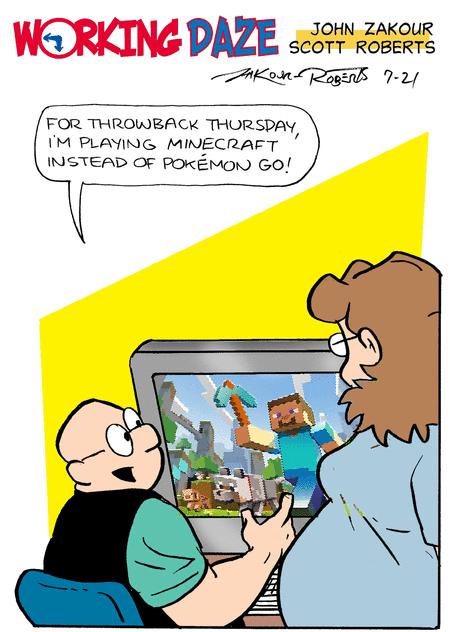 WORKING DAZE
JOHN ZAKOUR
SCOTT ROBERTS
ZAKOUR-ROBERTS 7-21
FOR THROWBACK THURSDAY,
I'M PLAYING MINECRAFT
INSTEAD OF POKÉMON GO!